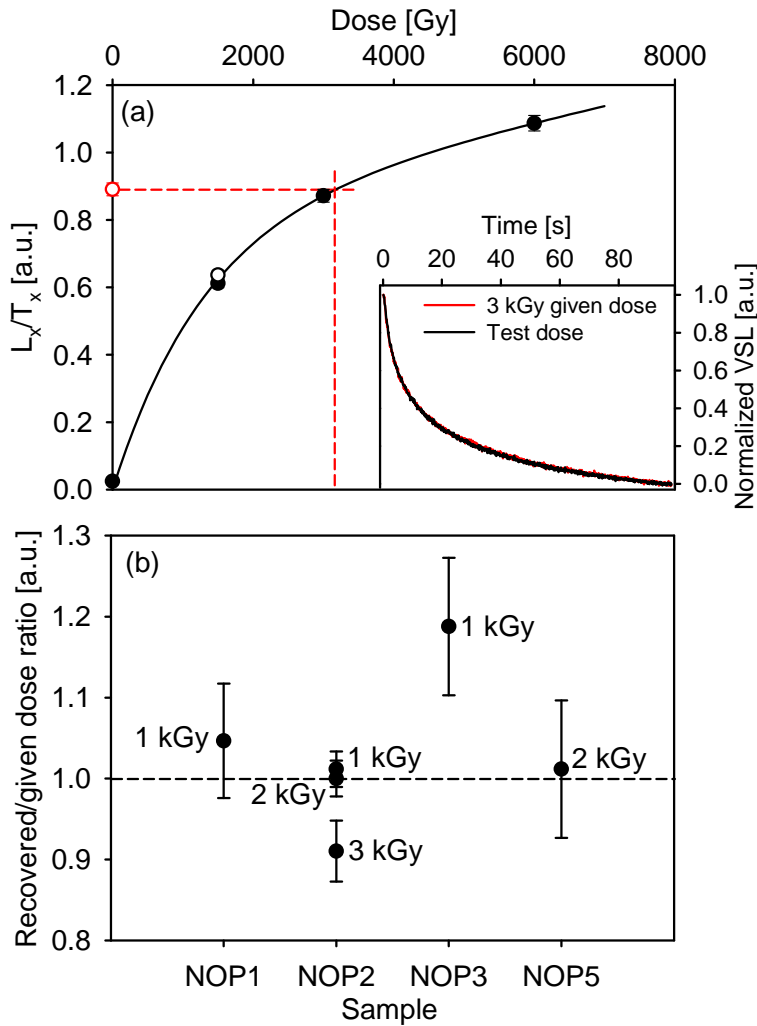 Dose [Gy]
0 2000 4000 6000 8000
(a)
1.2
1.0
0.8
0.6
0.4
0.2
0.0
Lₓ/Tₓ [a.u.]
Time [s]
0 20 40 60 80
3 kGy given dose
Test dose
1.0
0.8
0.6
0.4
0.2
0.0
Normalized VSL [a.u.]
(b)
1.3
1.2
1.1
1.0
0.9
0.8
Recovered/given dose ratio [a.u.]
1 kGy
1 kGy
2 kGy
3 kGy
1 kGy
2 kGy
NOP1 NOP2 NOP3 NOP5
Sample